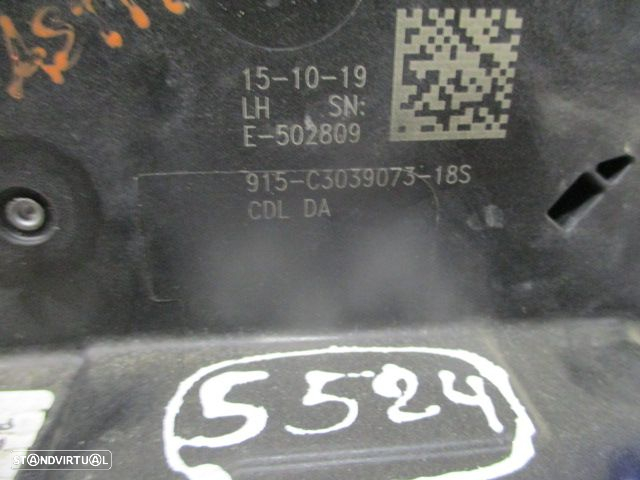 15-10-19
LH SN:
E-502809
915-C3039073-18S
CDL DA
5524
STANDVIRTUAL